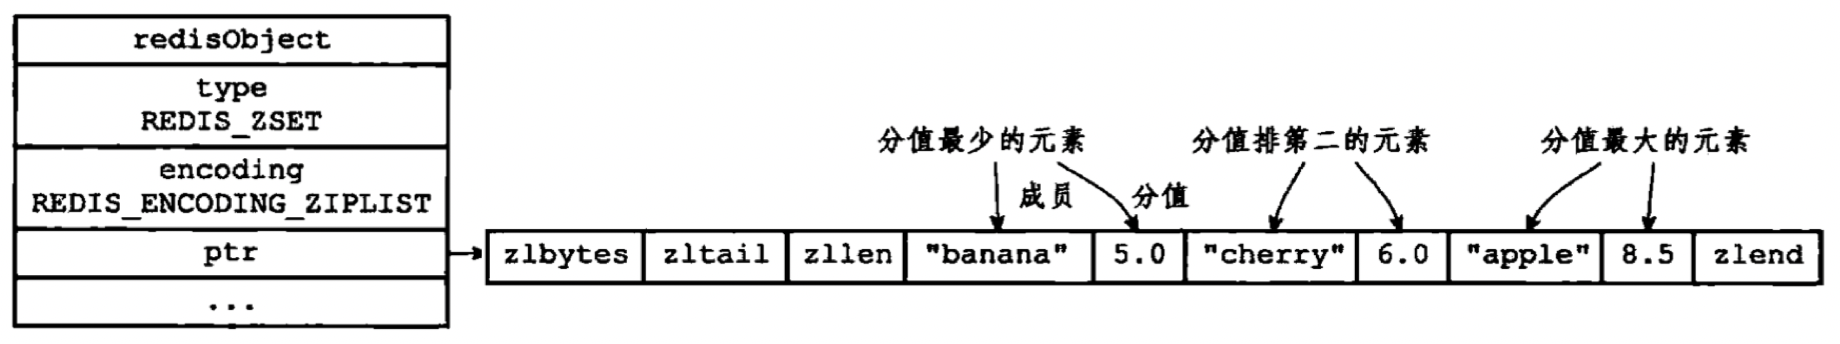 redisObject
type
REDIS_ZSET
encoding
REDIS_ENCODING_ZIPLIST
ptr
...
分值最少的元素 分值排第二的元素 分值最大的元素
成员 分值
zlbytes zltail zllen "banana" 5.0 "cherry" 6.0 "apple" 8.5 zlend